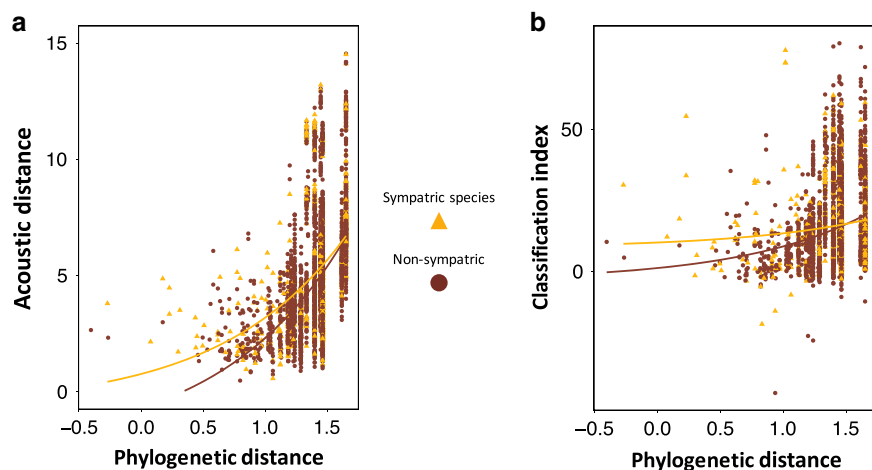 a
15
10
5
0
Acoustic distance
−0.5 0.0 0.5 1.0 1.5
Phylogenetic distance
Sympatric species
Non-sympatric
b
50
0
Classification index
−0.5 0.0 0.5 1.0 1.5
Phylogenetic distance